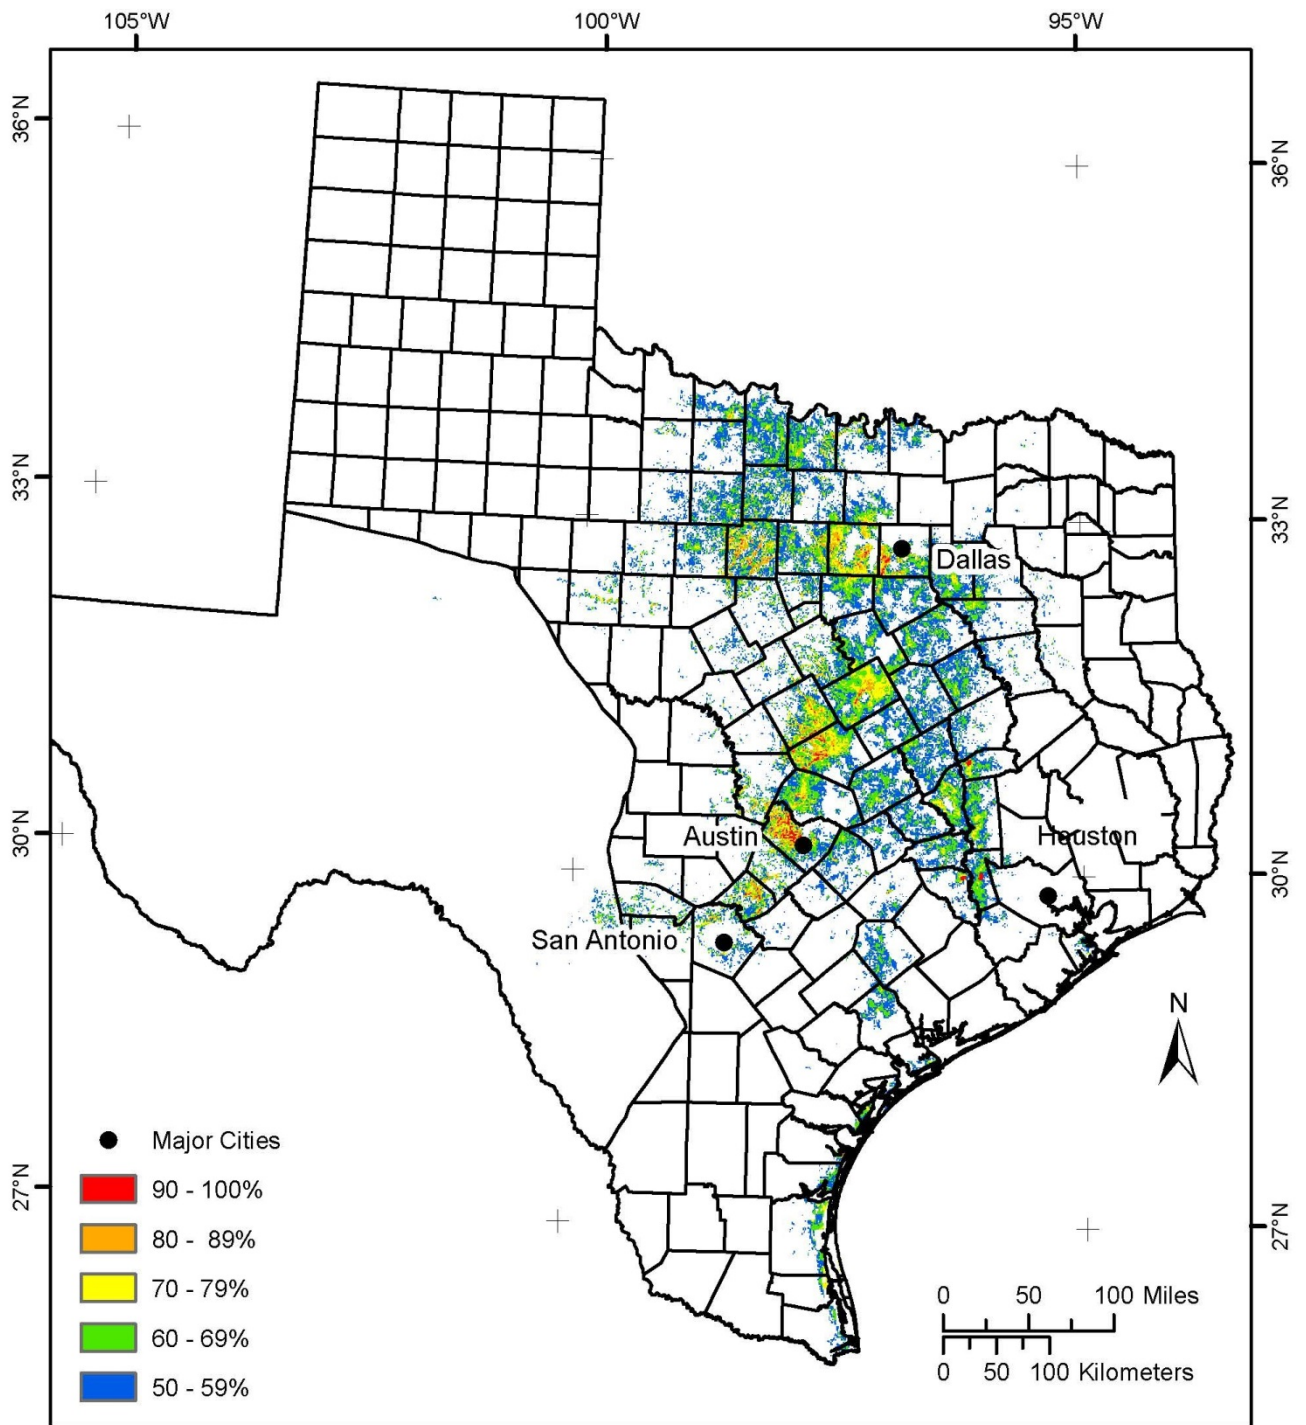 105°W 100°W 95°W
36°N
36°N
33°N
33°N
Dallas
30°N
Austin
Houston
30°N
San Antonio
N
Major Cities
27°N
90 - 100%
27°N
80 - 89%
70 - 79%
0 50 100 Miles
60 - 69%
0 50 100 Kilometers
50 - 59%